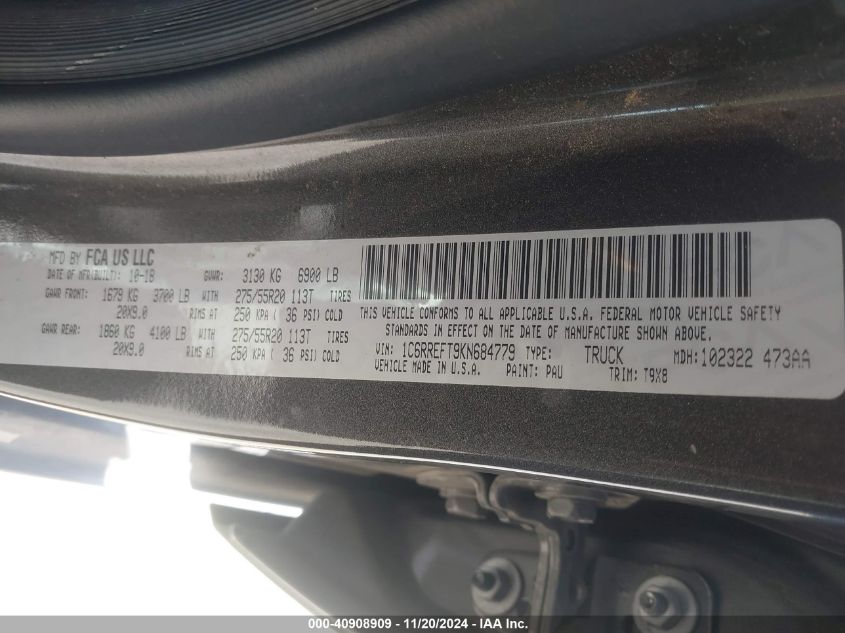 MFD BY FCA US LLC
DATE OF MFR(BUILT): 10-18 GVWR: 3130 KG 6900 LB
GAWR FRONT: 1679 KG 3700 LB WITH 275/55R20 113T TIRES
20X9.0 RIMS AT 250 KPA ( 36 PSI) COLD
GAWR REAR: 1860 KG 4100 LB WITH 275/55R20 113T TIRES
20X9.0 RIMS AT 250 KPA ( 36 PSI) COLD
THIS VEHICLE CONFORMS TO ALL APPLICABLE U.S.A. FEDERAL MOTOR VEHICLE SAFETY
STANDARDS IN EFFECT ON THE DATE OF MANUFACTURE SHOWN ABOVE.
VIN: 1C6RREFT9KN684779 TYPE: TRUCK MDH:102322 473AA
VEHICLE MADE IN U.S.A. PAINT: PAU TRIM: T9X8
000-40908909 - 11/20/2024 - IAA Inc.